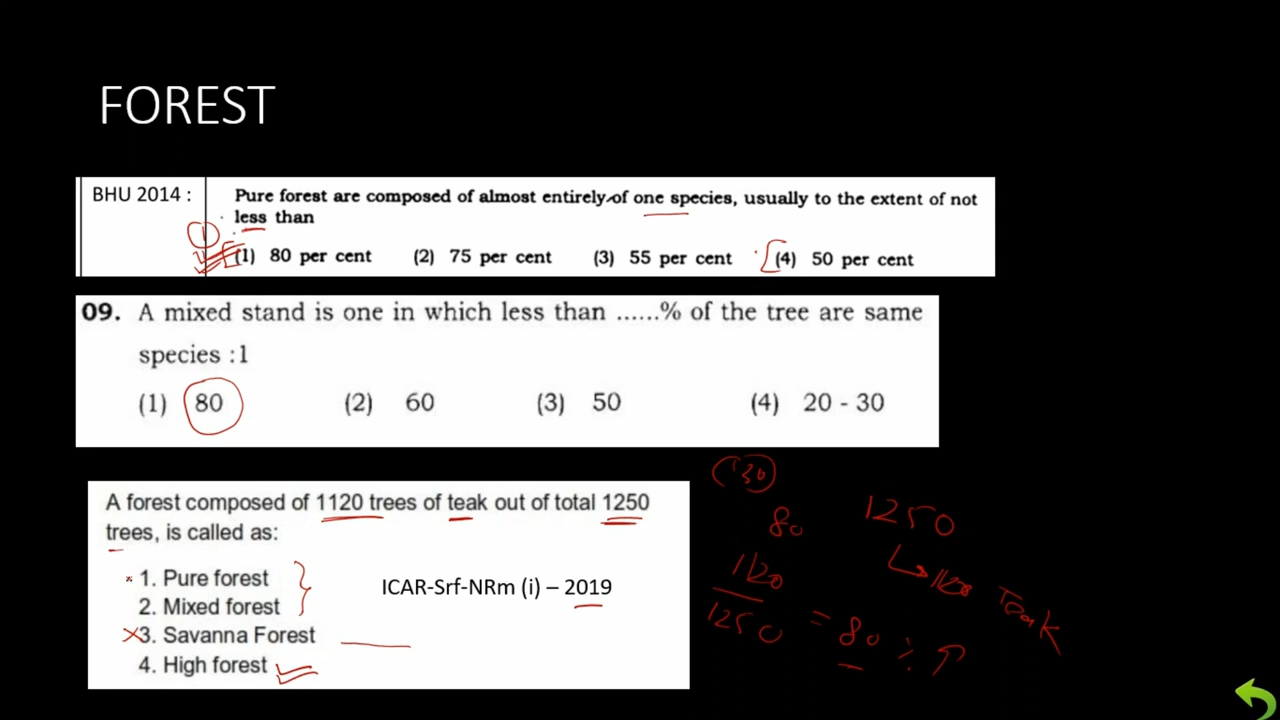 FOREST
BHU 2014 :
Pure forest are composed of almost entirely of one species, usually to the extent of not
less than
(1) 80 per cent (2) 75 per cent (3) 55 per cent (4) 50 per cent
09. A mixed stand is one in which less than ......% of the tree are same
species :1
(1) 80 (2) 60 (3) 50 (4) 20 - 30
A forest composed of 1120 trees of teak out of total 1250
trees, is called as:
1. Pure forest
2. Mixed forest
3. Savanna Forest
4. High forest
ICAR-Srf-NRm (i) – 2019
80
1250
1120 Teak
1120
1250
= 80 %